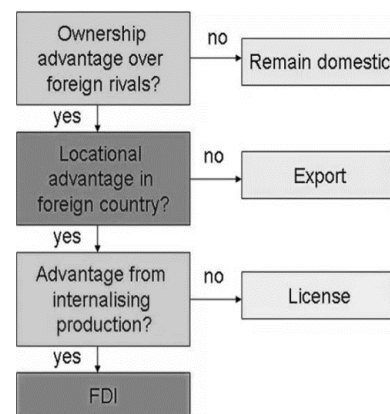 Ownership
advantage over
foreign rivals?
no
Remain domestic
yes
Locational
advantage in
foreign country?
no
Export
yes
Advantage from
internalising
production?
no
License
yes
FDI